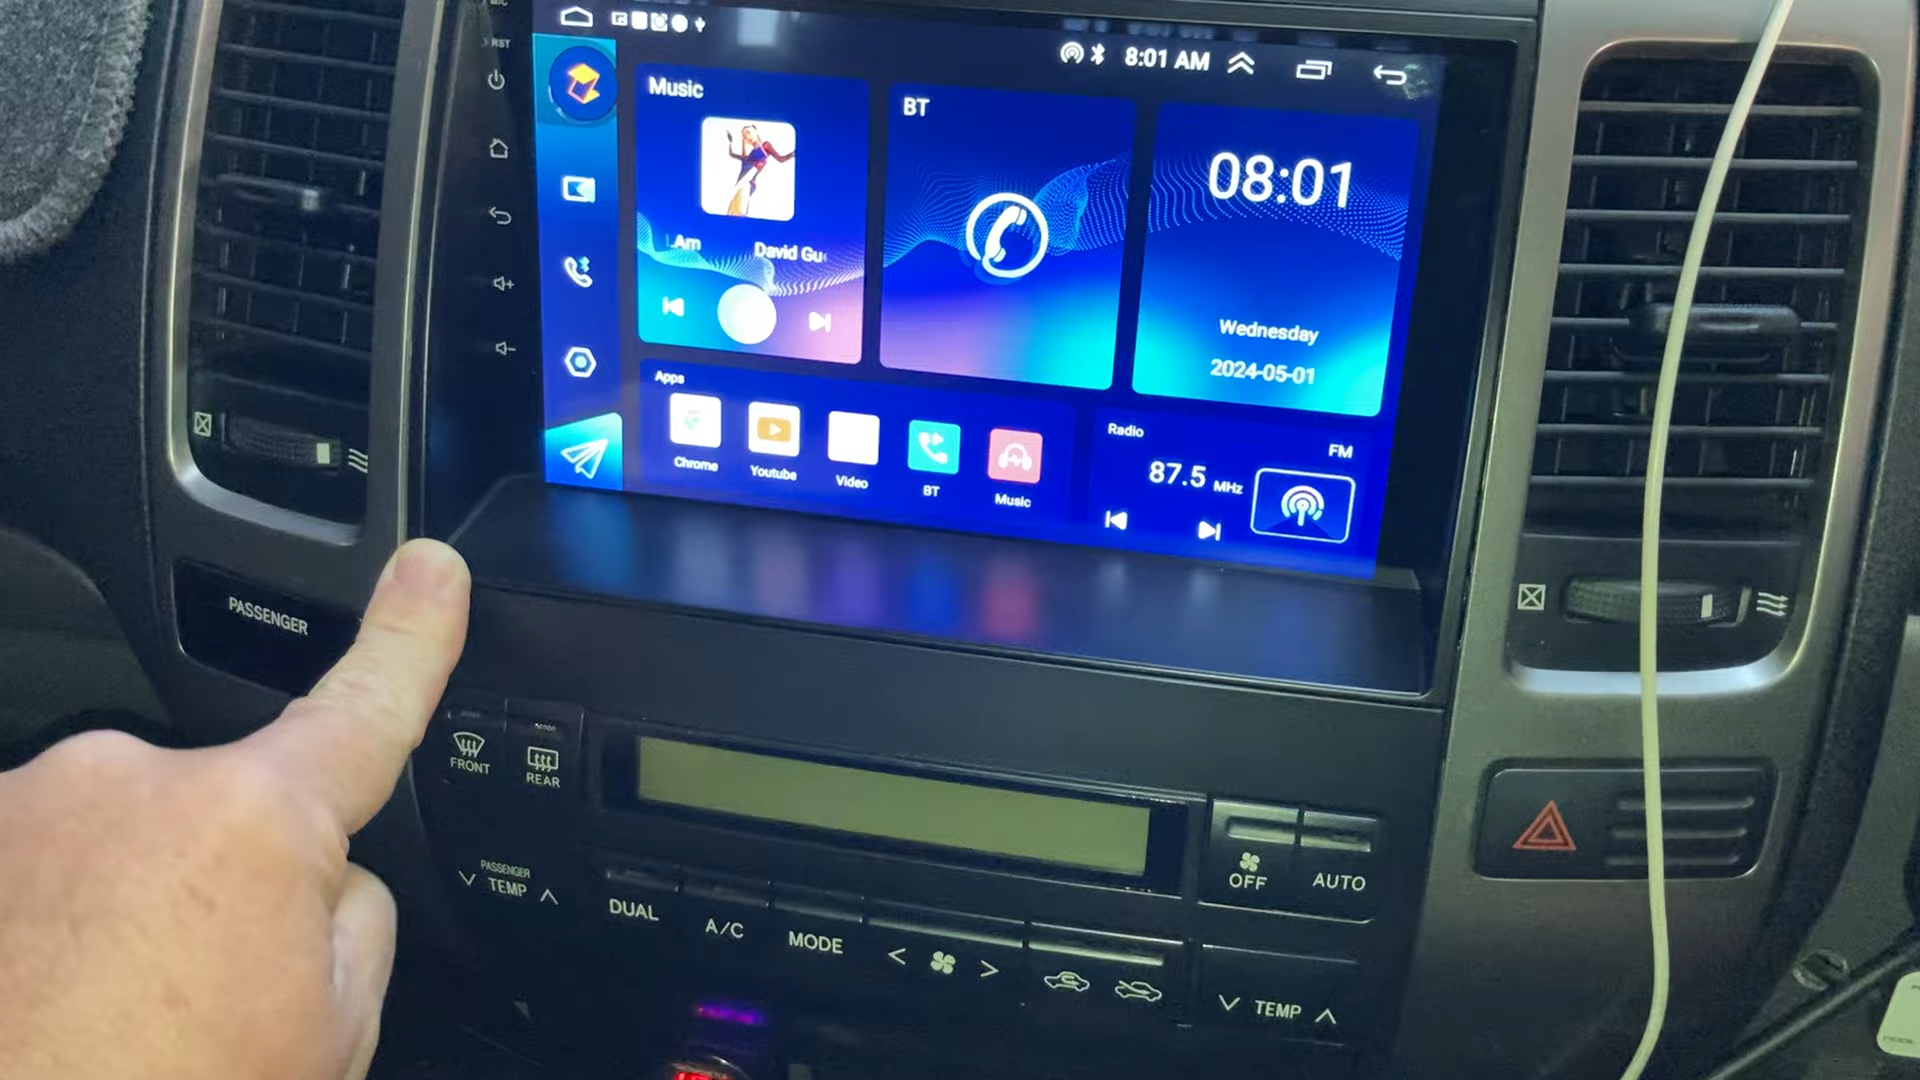 RST
8:01 AM
Music
BT
08:01
Am
David Gu
Wednesday
2024-05-01
Apps
Chrome
Youtube
Video
BT
Music
Radio
FM
87.5 MHz
PASSENGER
FRONT
REAR
PASSENGER
TEMP
DUAL
A/C
MODE
OFF
AUTO
TEMP